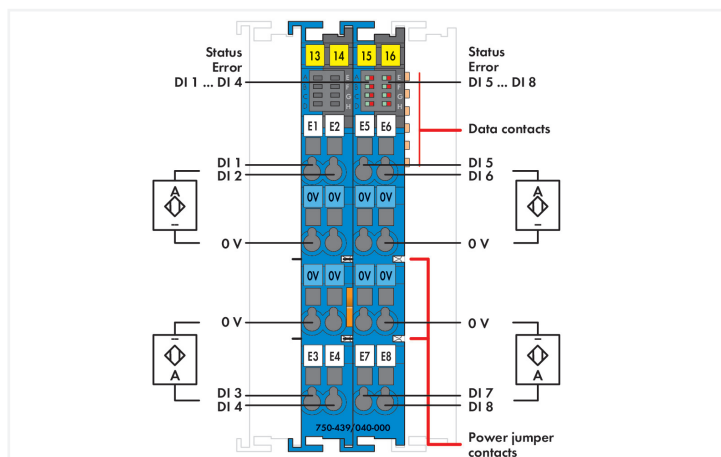 Status
Error
DI 1 ... DI 4
13 14 15 16
Status
Error
DI 5 ... DI 8
E
F
G
H
E
F
G
H
E1 E2 E5 E6
Data contacts
DI 1
DI 2
DI 5
DI 6
A
–
A
–
0V 0V 0V 0V
0 V
0 V
0V 0V 0V 0V
0 V
0 V
–
A
–
A
E3 E4 E7 E8
DI 3
DI 4
DI 7
DI 8
750-439/040-000
Power jumper
contacts